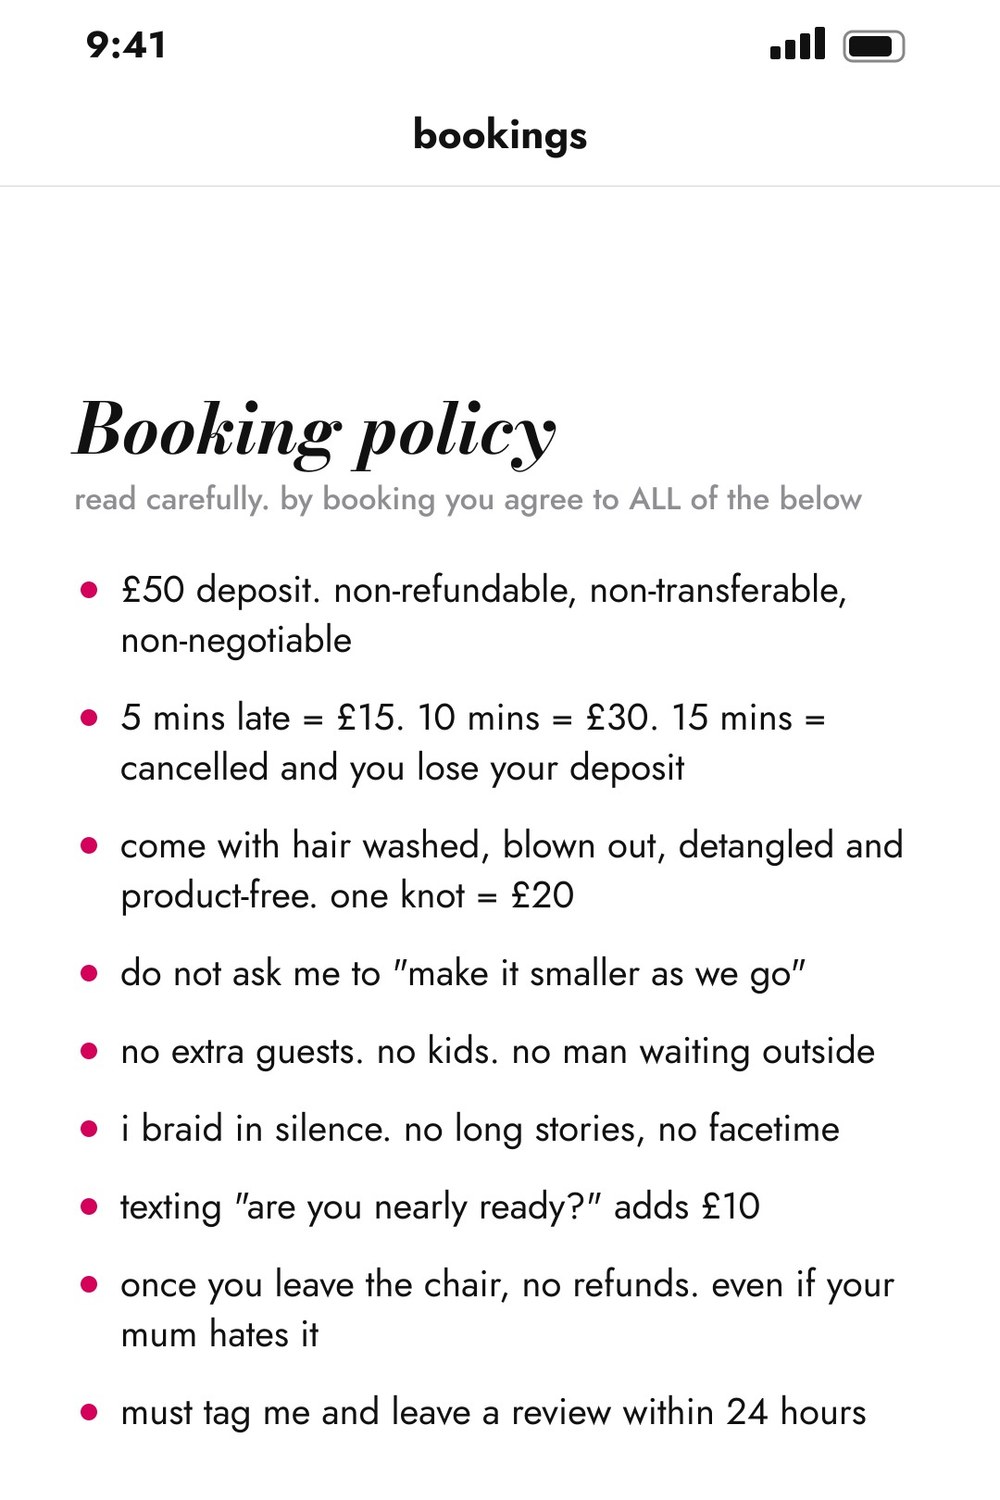 9:41
bookings
Booking policy
read carefully. by booking you agree to ALL of the below
£50 deposit. non-refundable, non-transferable,
non-negotiable
5 mins late = £15. 10 mins = £30. 15 mins =
cancelled and you lose your deposit
come with hair washed, blown out, detangled and
product-free. one knot = £20
do not ask me to "make it smaller as we go"
no extra guests. no kids. no man waiting outside
i braid in silence. no long stories, no facetime
texting "are you nearly ready?" adds £10
once you leave the chair, no refunds. even if your
mum hates it
must tag me and leave a review within 24 hours